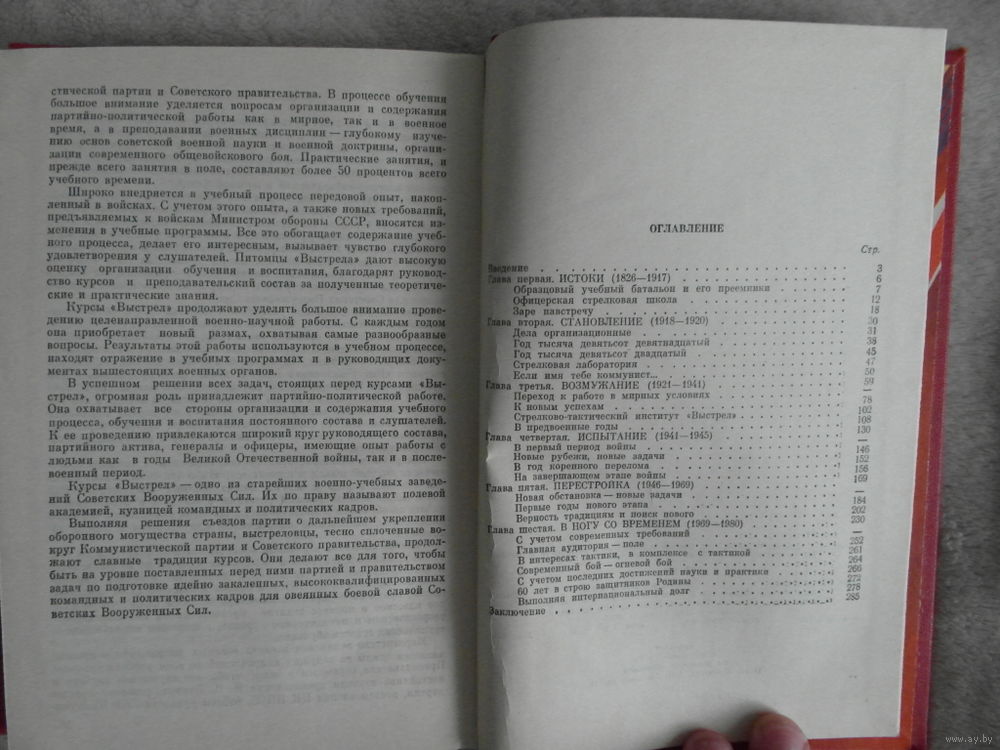 стической партии и Советского правительства. В процессе обучения
большое внимание уделяется вопросам организации и содержания
партийно-политической работы как в мирное, так и в военное
время, а в преподавании военных дисциплин — глубокому изуче-
нию основ советской военной науки и военной доктрины, органи-
зации современного общевойскового боя. Практические занятия, и
прежде всего занятия в поле, составляют более 50 процентов всего
учебного времени.
Широко внедряется в учебный процесс передовой опыт, накоп-
ленный в войсках. С учетом этого опыта, а также новых требований,
предъявляемых к войскам Министром обороны СССР, вносятся из-
менения в учебные программы. Все это обогащает содержание учеб-
ного процесса, делает его интересным, вызывает чувство глубокого
удовлетворения у слушателей. Питомцы «Выстрела» дают высокую
оценку организации обучения и воспитания, благодарят руковод-
ство курсов и преподавательский состав за полученные теоретиче-
ские и практические знания.
Курсы «Выстрел» продолжают уделять большое внимание прове-
дению целенаправленной военно-научной работы. С каждым годом
она приобретает новый размах, охватывая самые разнообразные
вопросы. Результаты этой работы используются в учебном процессе,
находят отражение в учебных программах и в руководящих доку-
ментах вышестоящих военных органов.
В успешном решении всех задач, стоящих перед курсами «Вы-
стрел», огромная роль принадлежит партийно-политической работе.
Она охватывает все стороны организации и содержания учебного
процесса, обучения и воспитания постоянного состава и слушателей.
К ее проведению привлекаются широкий круг руководящего состава,
партийного актива, генералы и офицеры, имеющие опыт работы с
людьми как в годы Великой Отечественной войны, так и в после-
военный период.
Курсы «Выстрел» — одно из старейших военно-учебных заведе-
ний Советских Вооруженных Сил. Их по праву называют полевой
академией, кузницей командных и политических кадров.
Выполняя решения съездов партии о дальнейшем укреплении
оборонного могущества страны, выстреловцы, тесно сплоченные во-
круг Коммунистической партии и Советского правительства, продол-
жают славные традиции курсов. Они делают все для того, чтобы
быть на уровне поставленных перед ними партией и правительством
задач по подготовке идейно закаленных, высококвалифицированных
командных и политических кадров для овеянных боевой славой Со-
ветских Вооруженных Сил.
ОГЛАВЛЕНИЕ
Стр.
Введение 3
Глава первая. ИСТОКИ (1826—1917) 6
Образцовый учебный батальон и его преемники 7
Офицерская стрелковая школа 12
Заре навстречу 18
Глава вторая. СТАНОВЛЕНИЕ (1918—1920) 30
Дела организационные 31
Год тысяча девятьсот девятнадцатый 38
Год тысяча девятьсот двадцатый 45
Стрелковая лаборатория 47
Если имя тебе коммунист... 50
Глава третья. ВОЗМУЖАНИЕ (1921—1941) 59
Переход к работе в мирных условиях —
К новым успехам 78
Стрелково-тактический институт «Выстрел» 102
В предвоенные годы 108
Глава четвертая. ИСПЫТАНИЕ (1941—1945) 130
В первый период войны —
Новые рубежи, новые задачи 146
В год коренного перелома 152
На завершающем этапе войны 156
Глава пятая. ПЕРЕСТРОЙКА (1946—1969) 169
Новая обстановка — новые задачи —
Первые годы нового этапа 184
Верность традициям и поиск нового 202
Глава шестая. В НОГУ СО ВРЕМЕНЕМ (1969—1980) 230
С учетом современных требований —
Главная аудитория — поле 252
В интересах тактики, в комплексе с тактикой 261
Современный бой — огневой бой 264
С учетом последних достижений науки и практики 266
60 лет в строю защитников Родины 272
Выполняя интернациональный долг 278
Заключение 285
www.ay.by